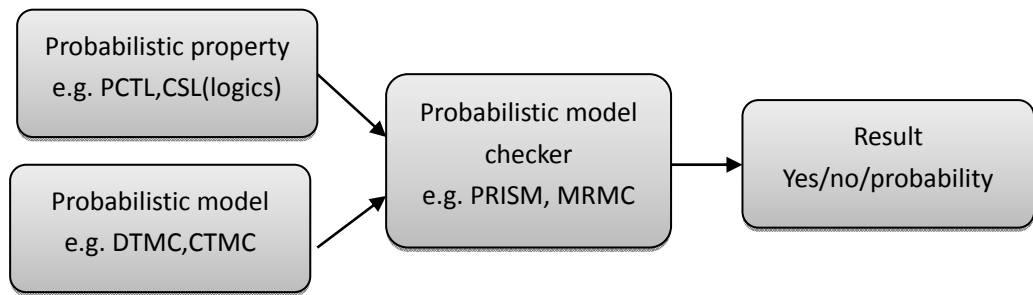 Probabilistic property
e.g. PCTL,CSL(logics)
Probabilistic model
e.g. DTMC,CTMC
Probabilistic model
checker
e.g. PRISM, MRMC
Result
Yes/no/probability